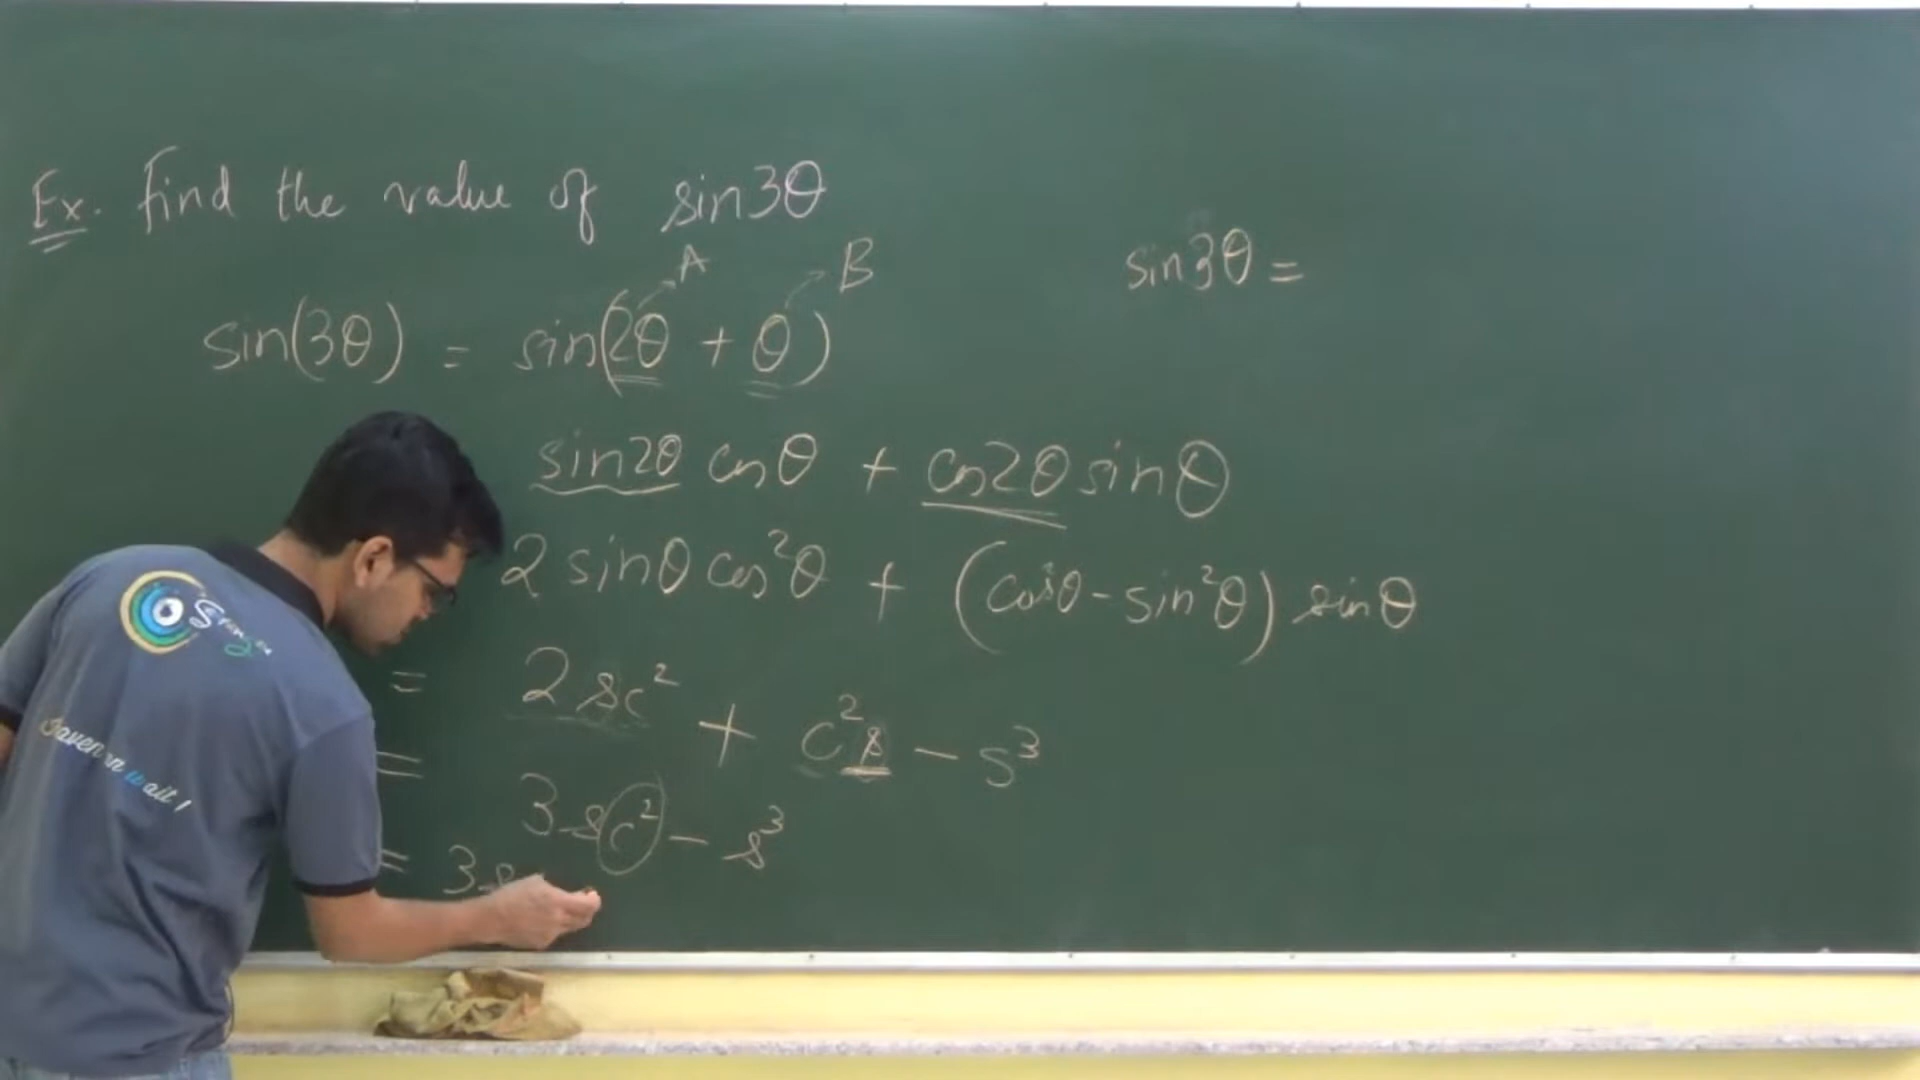 Ex. find the value of sin3θ
A
B
sin(3θ) = sin(2θ + θ)
sin2θ cosθ + cos2θ sinθ
2 sinθ cos²θ + (cos²θ - sin²θ) sinθ
= 2sc² + c²s - s³
= 3sc² - s³
= 3s
sin3θ =